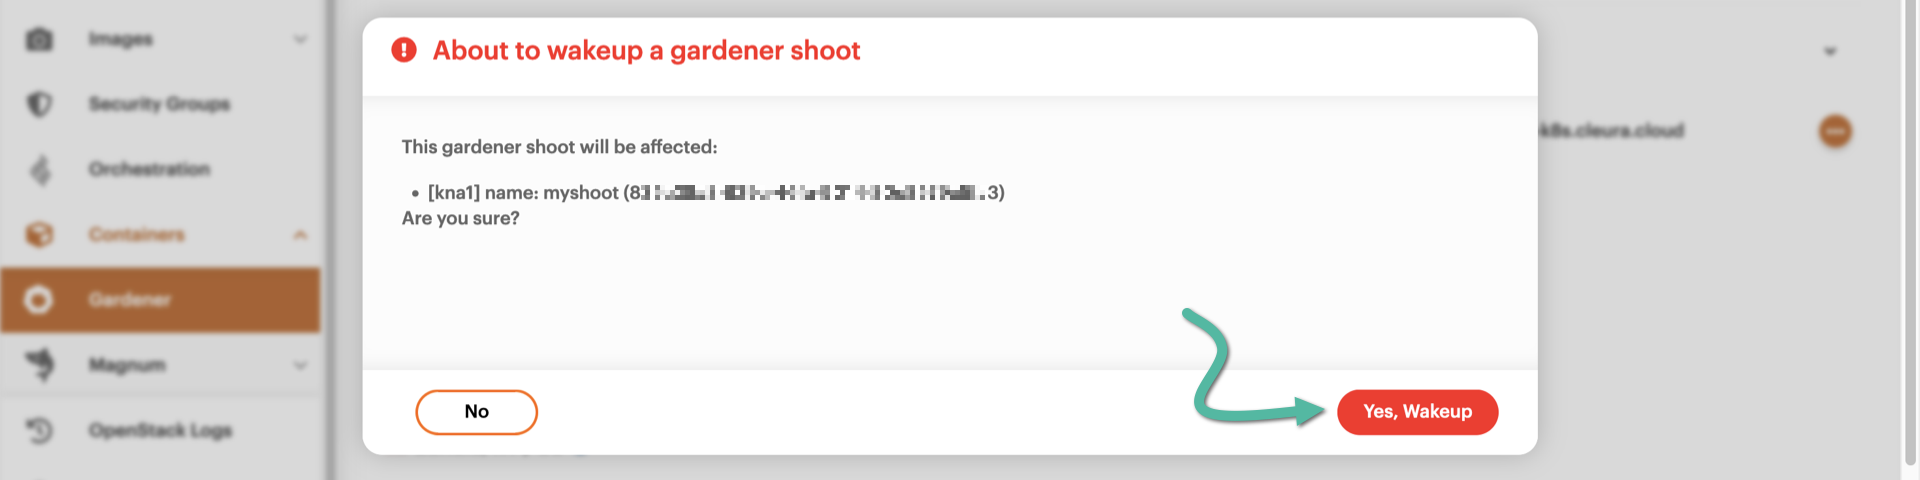 Images
Security Groups
Orchestration
Containers
Gardener
Magnum
OpenStack Logs
About to wakeup a gardener shoot
This gardener shoot will be affected:
• [kna1] name: myshoot (8 3)
Are you sure?
No
Yes, Wakeup
k8s.cleura.cloud